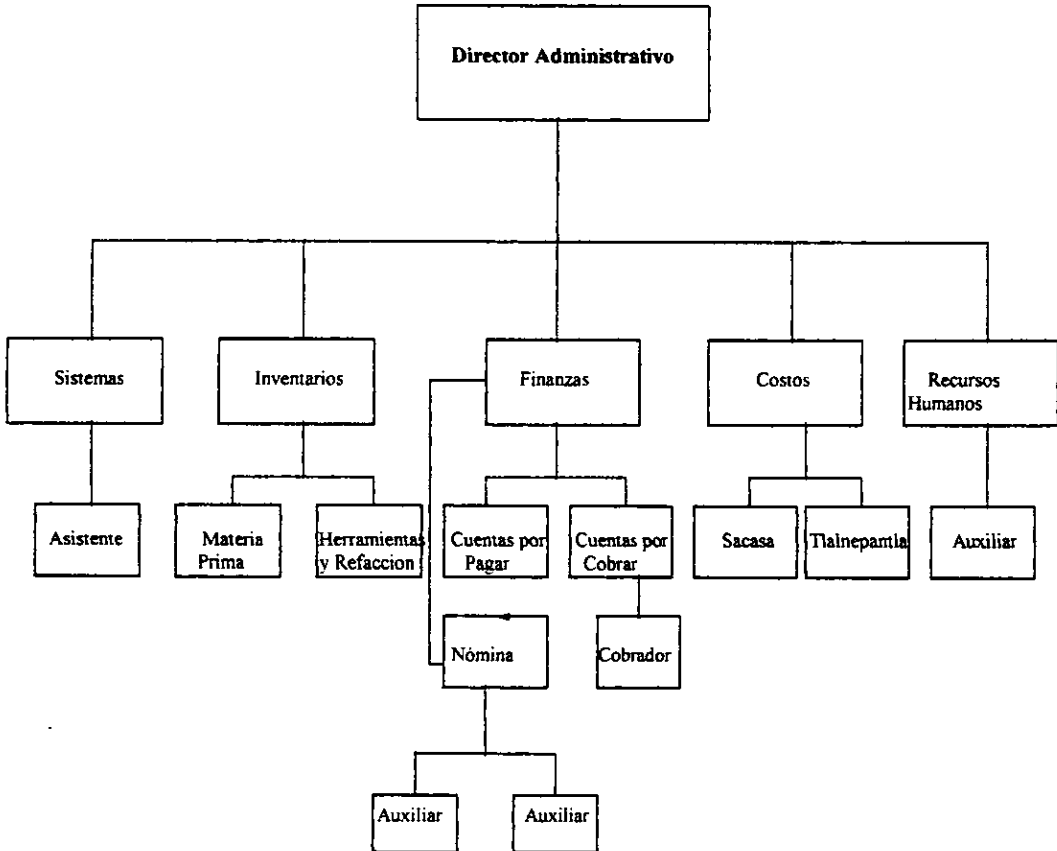 Director Administrativo
Sistemas
Inventarios
Finanzas
Costos
Recursos
Humanos
Asistente
Materia
Prima
Herramientas
y Refaccion
Cuentas por
Pagar
Cuentas por
Cobrar
Sacasa
Tlalnepantla
Auxiliar
Nómina
Cobrador
Auxiliar
Auxiliar